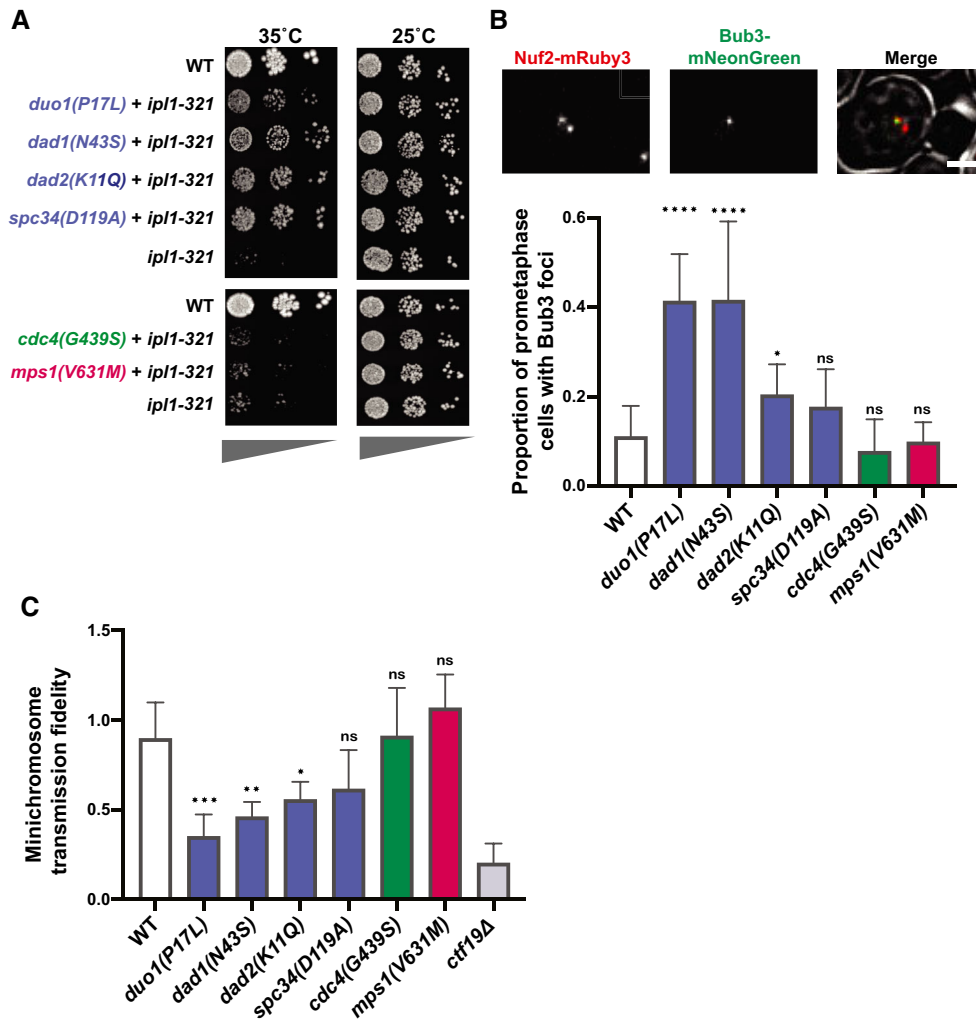 A
35˚C
25˚C
WT
duo1(P17L) + ipl1-321
dad1(N43S) + ipl1-321
dad2(K11Q) + ipl1-321
spc34(D119A) + ipl1-321
ipl1-321
WT
cdc4(G439S) + ipl1-321
mps1(V631M) + ipl1-321
ipl1-321
B
Nuf2-mRuby3
Bub3-
mNeonGreen
Merge
Proportion of prometaphase
cells with Bub3 foci
0.6
0.4
0.2
0.0
****
****
*
ns
ns
ns
WT
duo1(P17L)
dad1(N43S)
dad2(K11Q)
spc34(D119A)
cdc4(G439S)
mps1(V631M)
C
Minichromosome
transmission fidelity
1.5
1.0
0.5
0.0
***
**
*
ns
ns
ns
WT
duo1(P17L)
dad1(N43S)
dad2(K11Q)
spc34(D119A)
cdc4(G439S)
mps1(V631M)
ctf19Δ